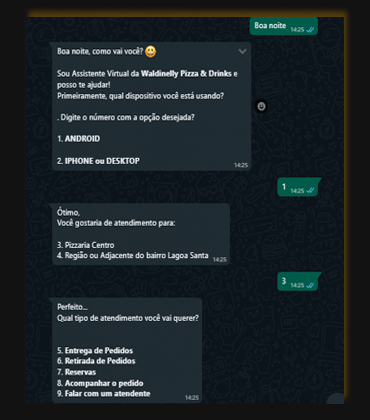 Boa noite
14:25
Boa noite, como vai você? 😃
Sou Assistente Virtual da Waldinelly Pizza & Drinks e
posso te ajudar!
Primeiramente, qual dispositivo você está usando?
. Digite o número com a opção desejada?
1. ANDROID
2. IPHONE ou DESKTOP
14:25
1 14:25
Ótimo,
Você gostaria de atendimento para:
3. Pizzaria Centro
4. Região ou Adjacente do bairro Lagoa Santa 14:25
3 14:25
Perfeito...
Qual tipo de atendimento você vai querer?
5. Entrega de Pedidos
6. Retirada de Pedidos
7. Reservas
8. Acompanhar o pedido
9. Falar com um atendente
14:25